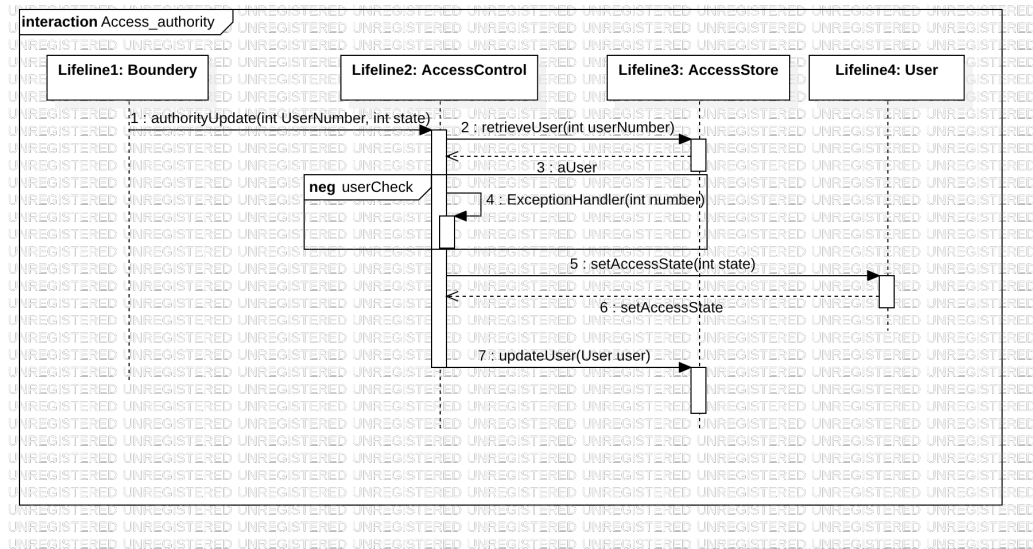 interaction Access_authority
Lifeline1: Boundery
Lifeline2: AccessControl
Lifeline3: AccessStore
Lifeline4: User
1 : authorityUpdate(int UserNumber, int state)
2 : retrieveUser(int userNumber)
3 : aUser
neg userCheck
4 : ExceptionHandler(int number)
5 : setAccessState(int state)
6 : setAccessState
7 : updateUser(User user)
UNREGISTERED